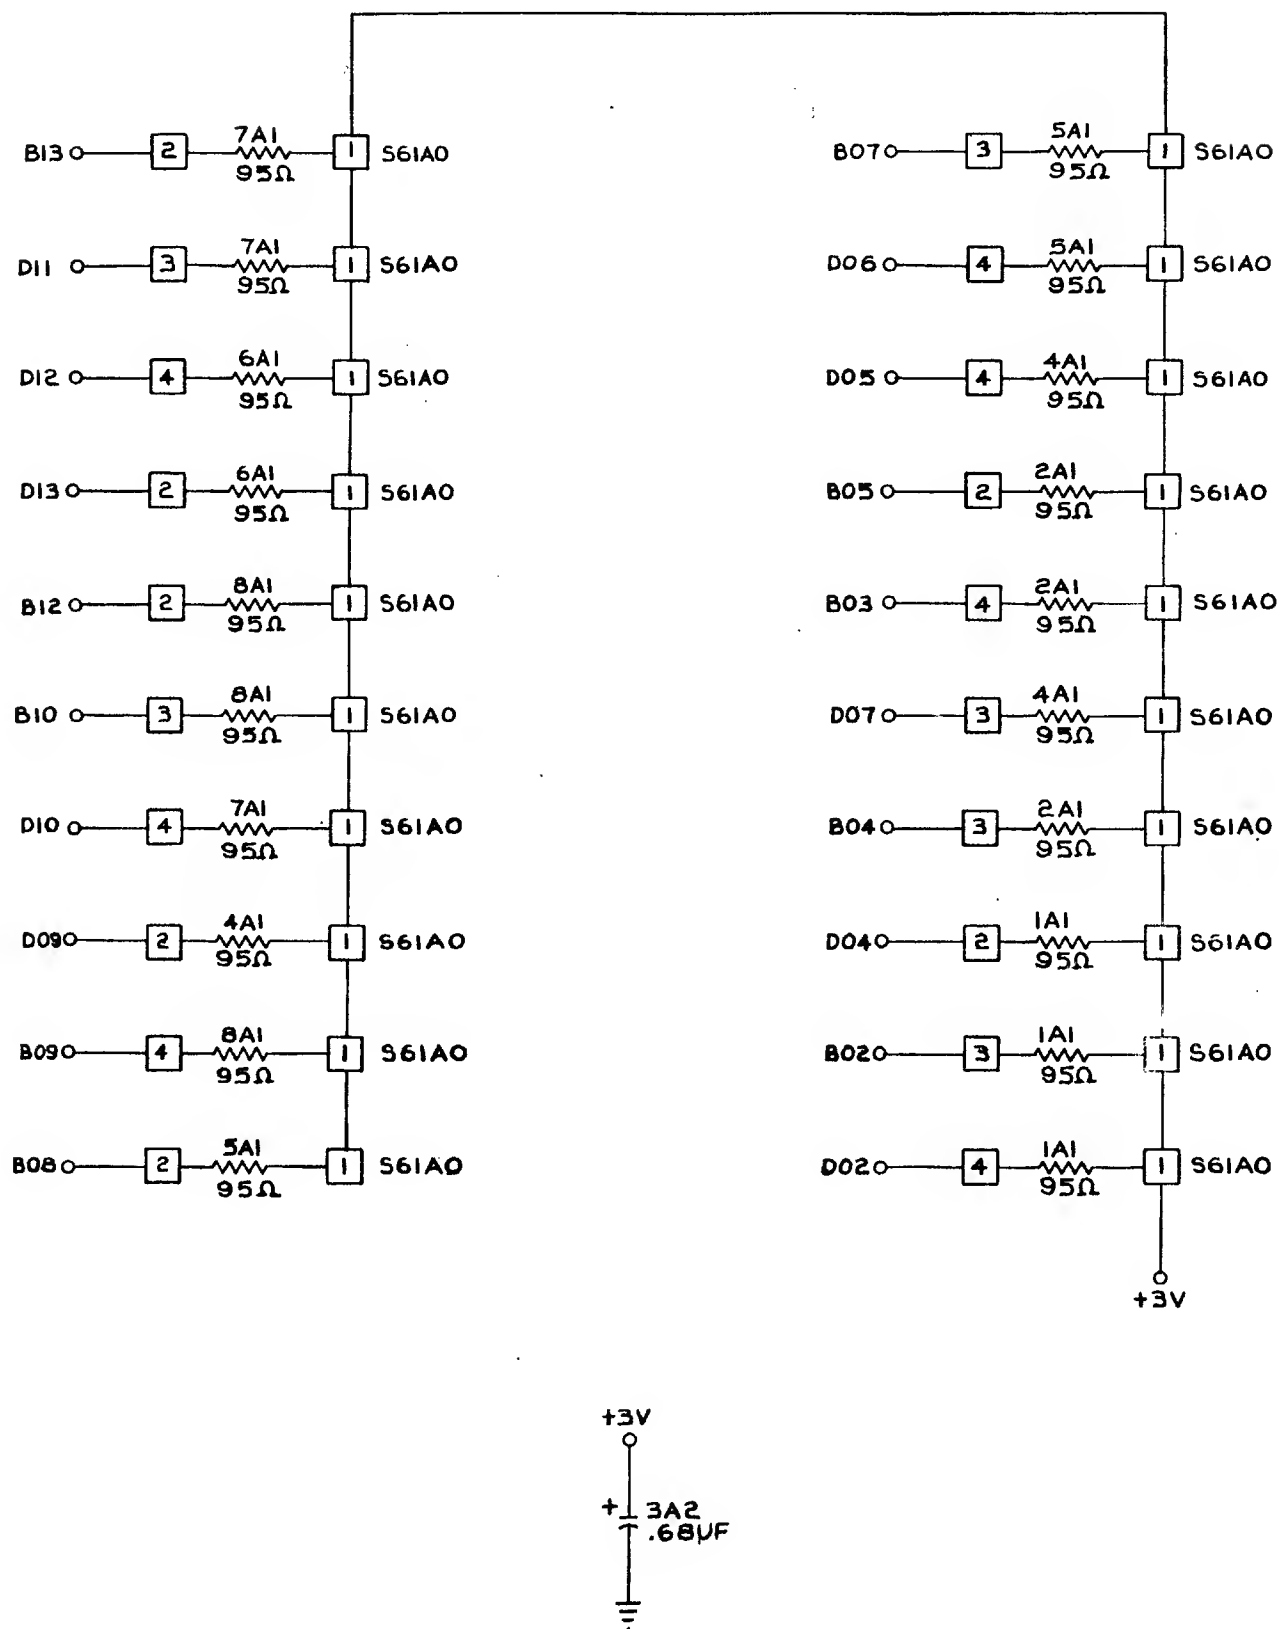 7A1
B13 2 1 S61A0
95Ω
7A1
D11 3 1 S61A0
95Ω
6A1
D12 4 1 S61A0
95Ω
6A1
D13 2 1 S61A0
95Ω
8A1
B12 2 1 S61A0
95Ω
8A1
B10 3 1 S61A0
95Ω
7A1
D10 4 1 S61A0
95Ω
4A1
D09 2 1 S61A0
95Ω
8A1
B09 4 1 S61A0
95Ω
5A1
B08 2 1 S61A0
95Ω
5A1
B07 3 1 S61A0
95Ω
5A1
D06 4 1 S61A0
95Ω
4A1
D05 4 1 S61A0
95Ω
2A1
B05 2 1 S61A0
95Ω
2A1
B03 4 1 S61A0
95Ω
4A1
D07 3 1 S61A0
95Ω
2A1
B04 3 1 S61A0
95Ω
1A1
D04 2 1 S61A0
95Ω
1A1
B02 3 1 S61A0
95Ω
1A1
D02 4 1 S61A0
95Ω
+3V
+3V
+ 3A2
.68μF